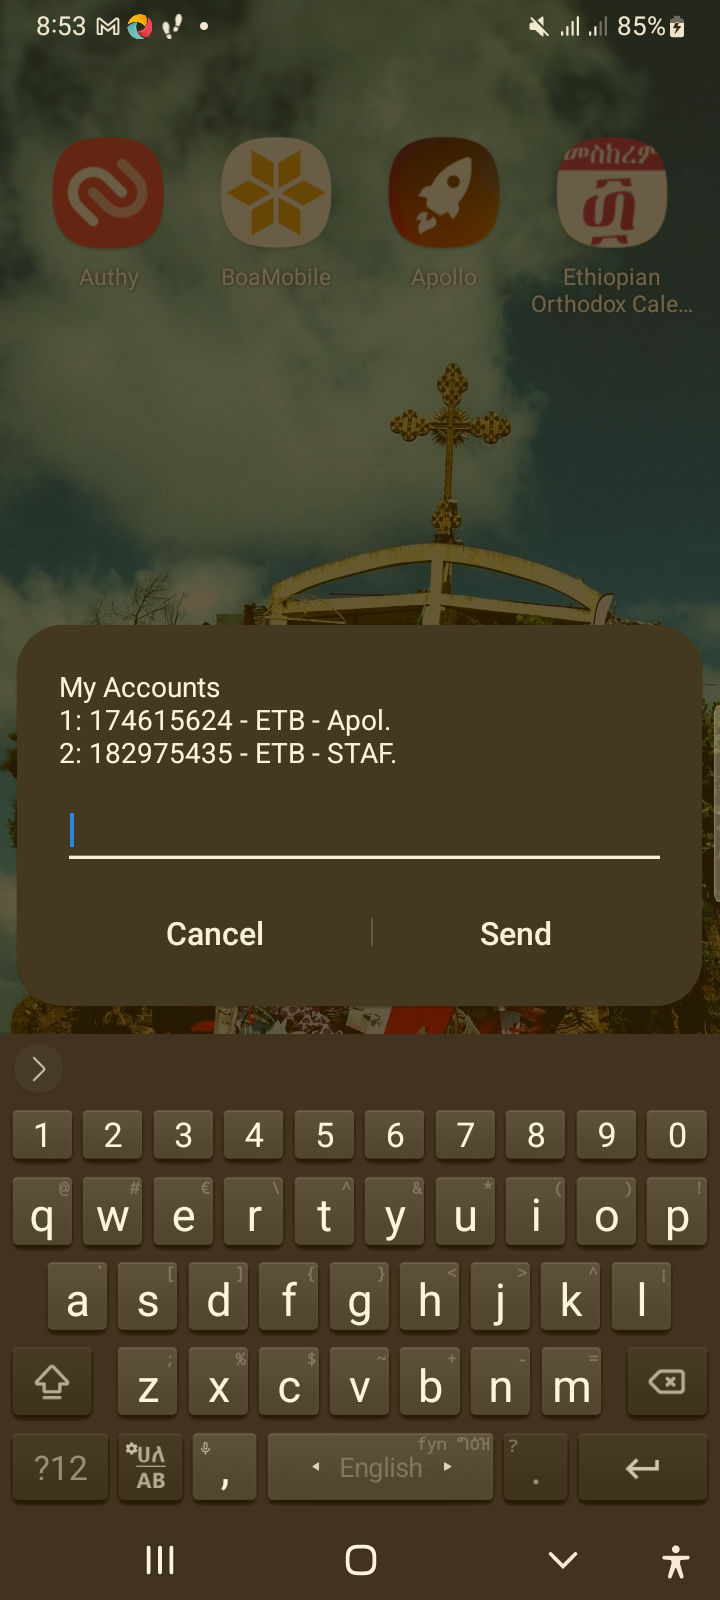 8:53
85%
መስከረም
Authy
BoaMobile
Apollo
Ethiopian
Orthodox Cale...
My Accounts
1: 174615624 - ETB - Apol.
2: 182975435 - ETB - STAF.
Cancel
Send
1 2 3 4 5 6 7 8 9 0
@ # € \ ^ & * ( ) !
q w e r t y u i o p
` [ ] { } < > ^ ¡
a s d f g h j k l
; % $ ~ + - =
z x c v b n m
?12
AB
,
English
?
.